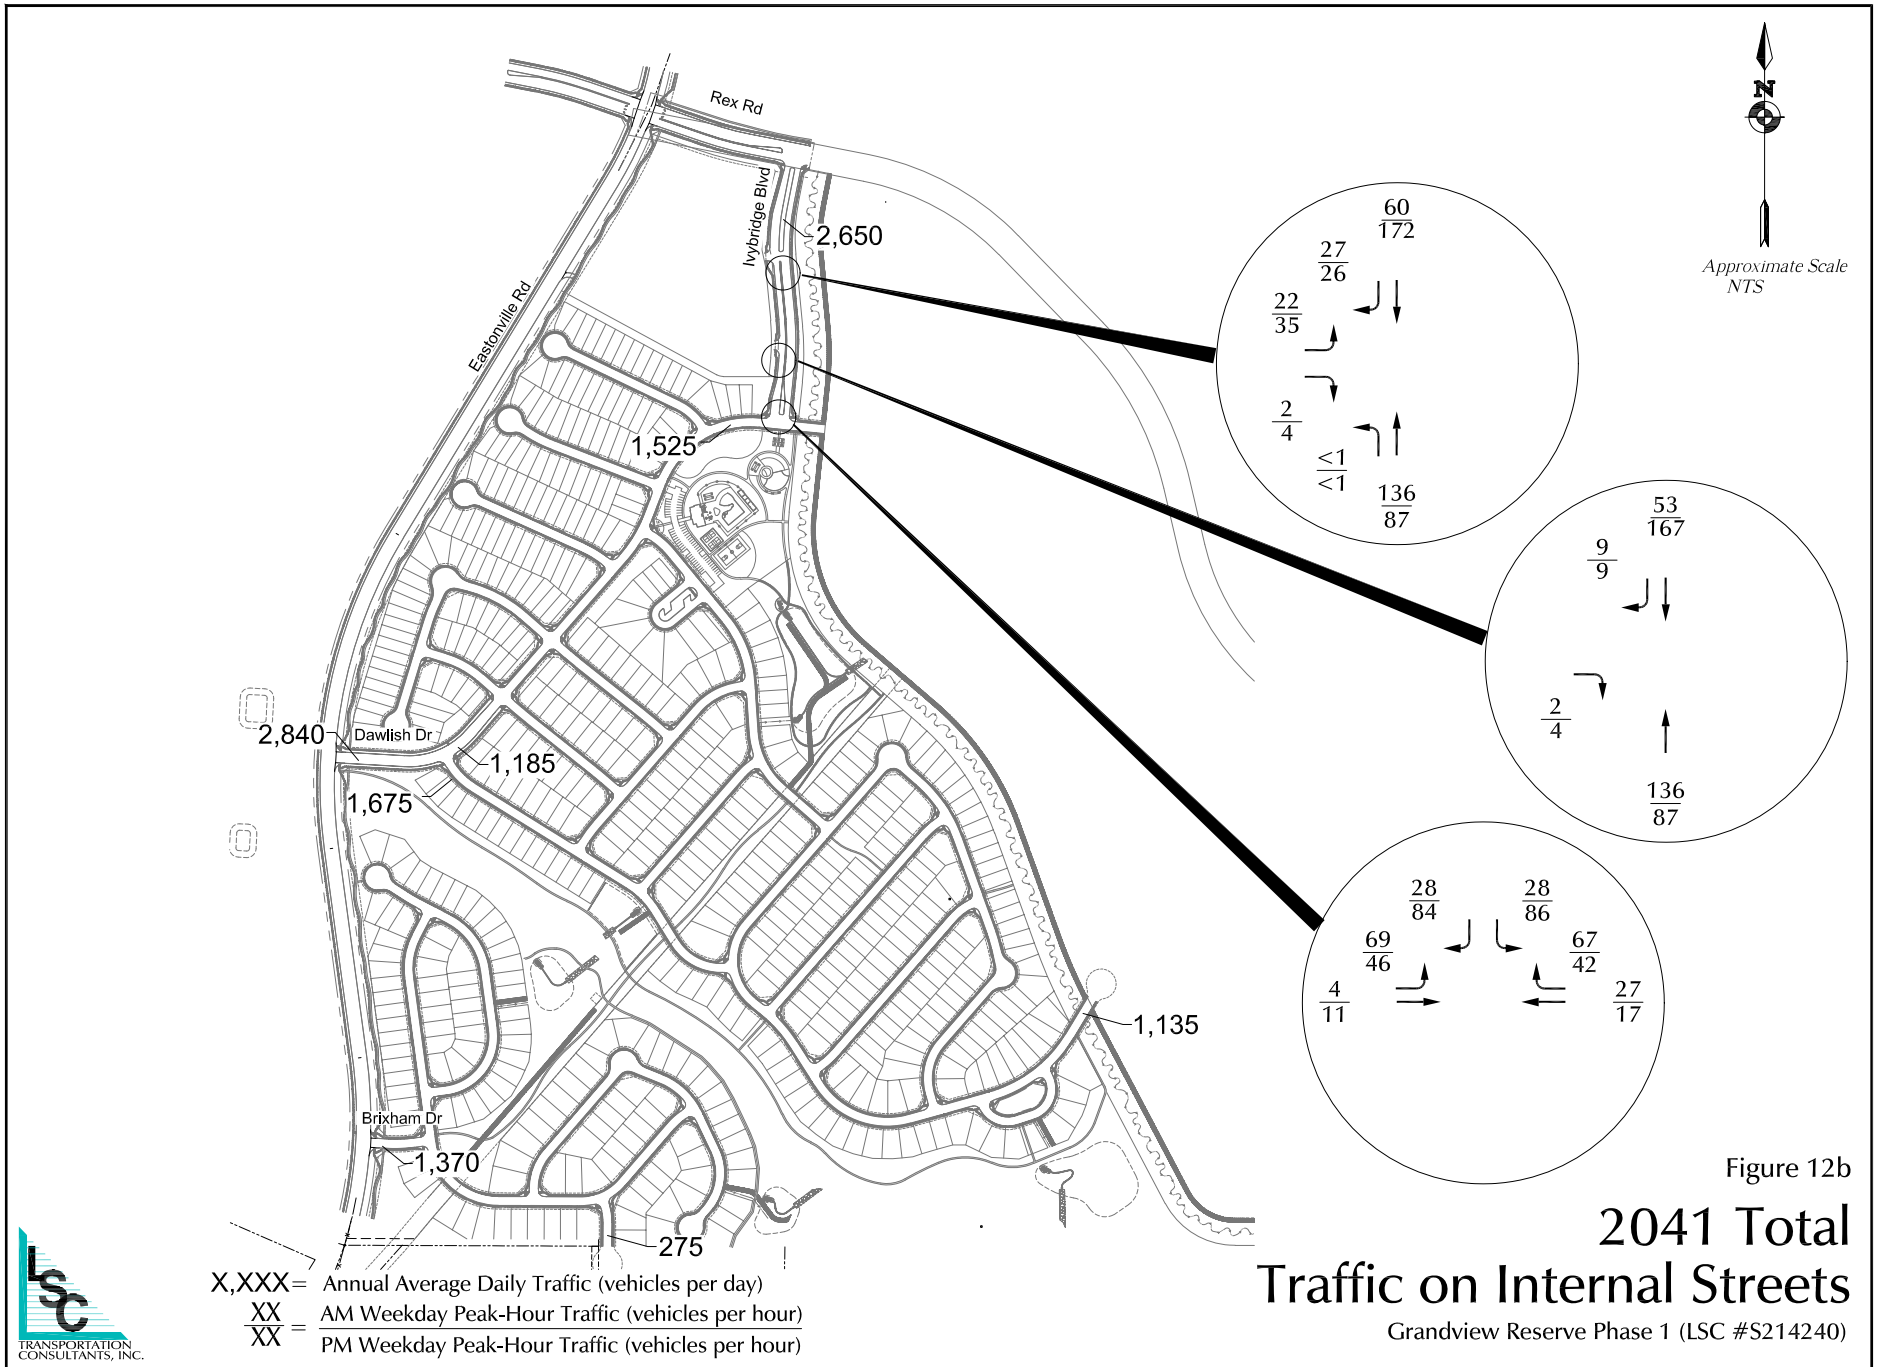 Rex Rd
N
Approximate Scale
NTS
Ivybridge Blvd
2,650
Eastonville Rd
1,525
60
172
27
26
22
35
2
4
<1
<1
136
87
53
167
9
9
2
4
136
87
28
84
28
86
69
46
67
42
4
11
27
17
2,840
Dawlish Dr
1,185
1,675
1,135
Brixham Dr
1,370
275
Figure 12b
2041 Total
Traffic on Internal Streets
Grandview Reserve Phase 1 (LSC #S214240)
X,XXX= Annual Average Daily Traffic (vehicles per day)
XX = AM Weekday Peak-Hour Traffic (vehicles per hour)
XX PM Weekday Peak-Hour Traffic (vehicles per hour)
LSC
TRANSPORTATION
CONSULTANTS, INC.